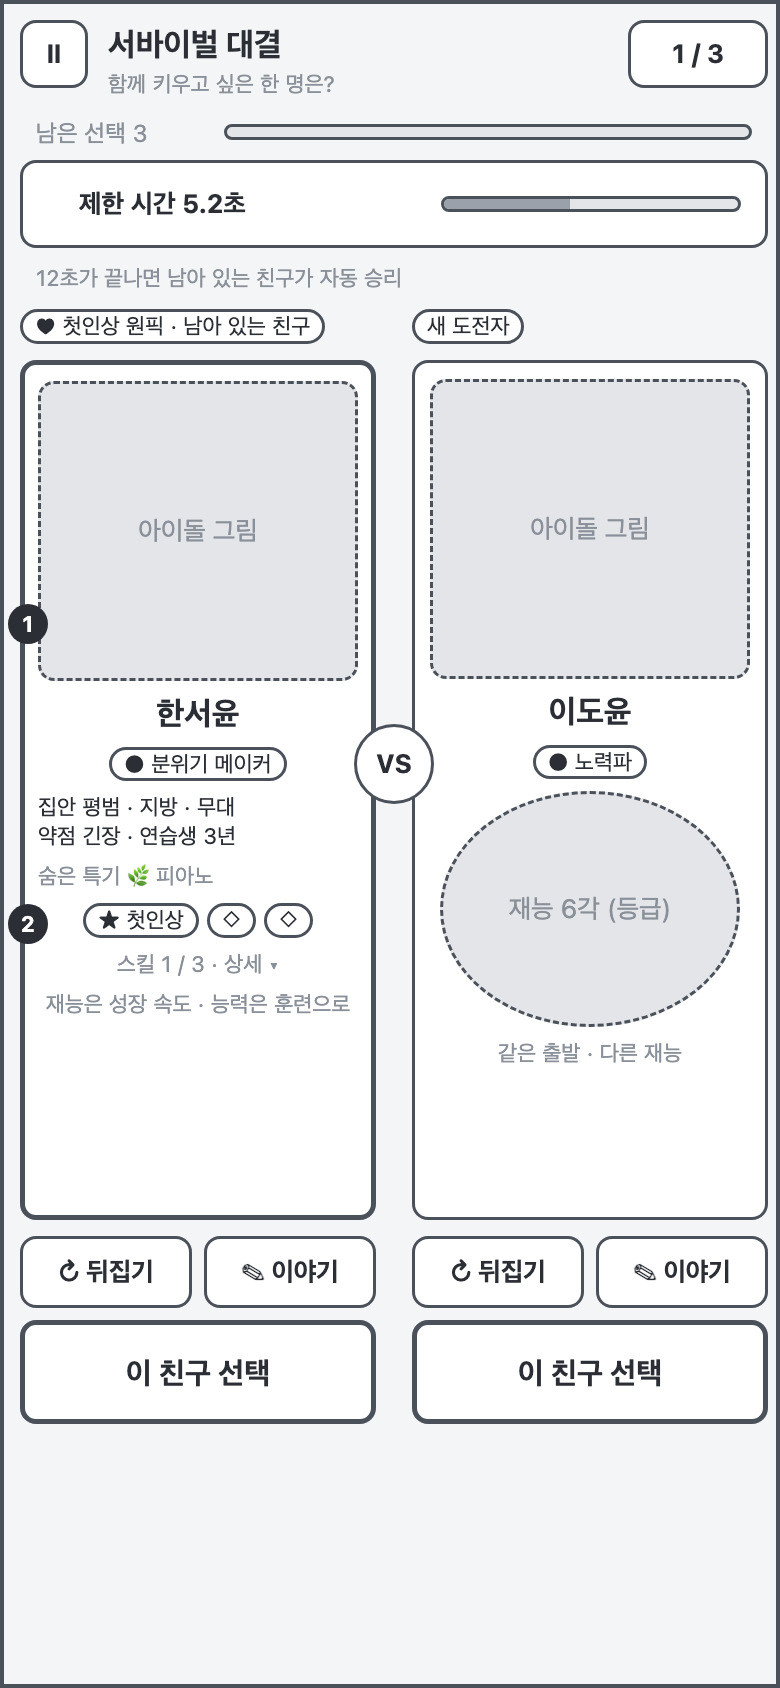 II
서바이벌 대결
1 / 3
함께 키우고 싶은 한 명은?
남은 선택 3
제한 시간 5.2초
12초가 끝나면 남아 있는 친구가 자동 승리
♥ 첫인상 원픽 · 남아 있는 친구
새 도전자
아이돌 그림
아이돌 그림
1
한서윤
이도윤
● 분위기 메이커
VS
● 노력파
집안 평범 · 지방 · 무대
약점 긴장 · 연습생 3년
숨은 특기 🌿 피아노
재능 6각 (등급)
2
★ 첫인상
◇
◇
스킬 1 / 3 · 상세 ▾
재능은 성장 속도 · 능력은 훈련으로
같은 출발 · 다른 재능
↻ 뒤집기
✎ 이야기
↻ 뒤집기
✎ 이야기
이 친구 선택
이 친구 선택